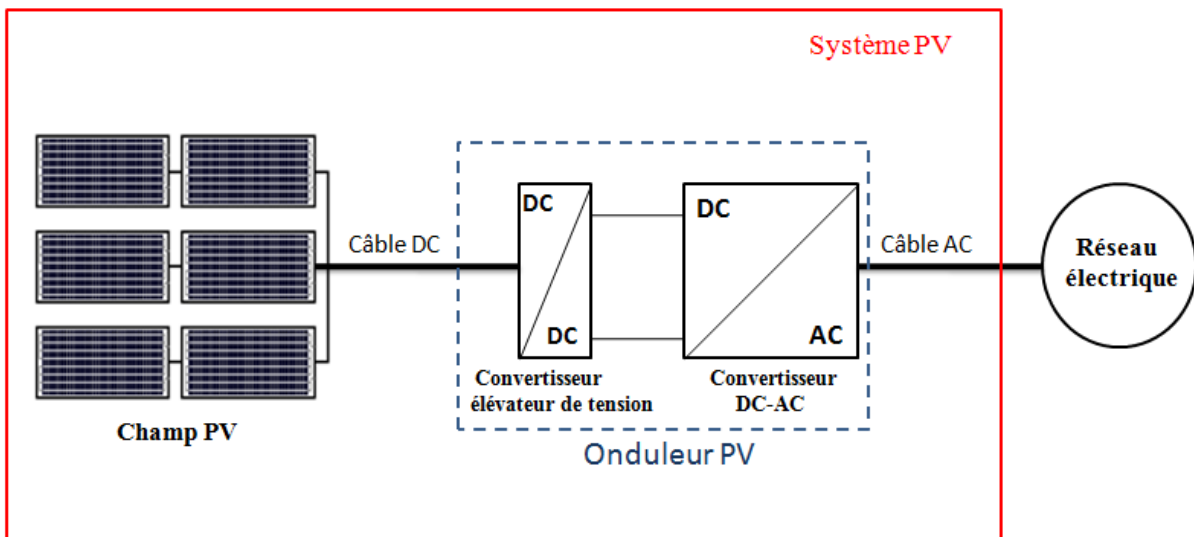 Système PV
Câble DC
DC
DC
DC
AC
Câble AC
Réseau
électrique
Convertisseur
élévateur de tension
Convertisseur
DC-AC
Champ PV
Onduleur PV